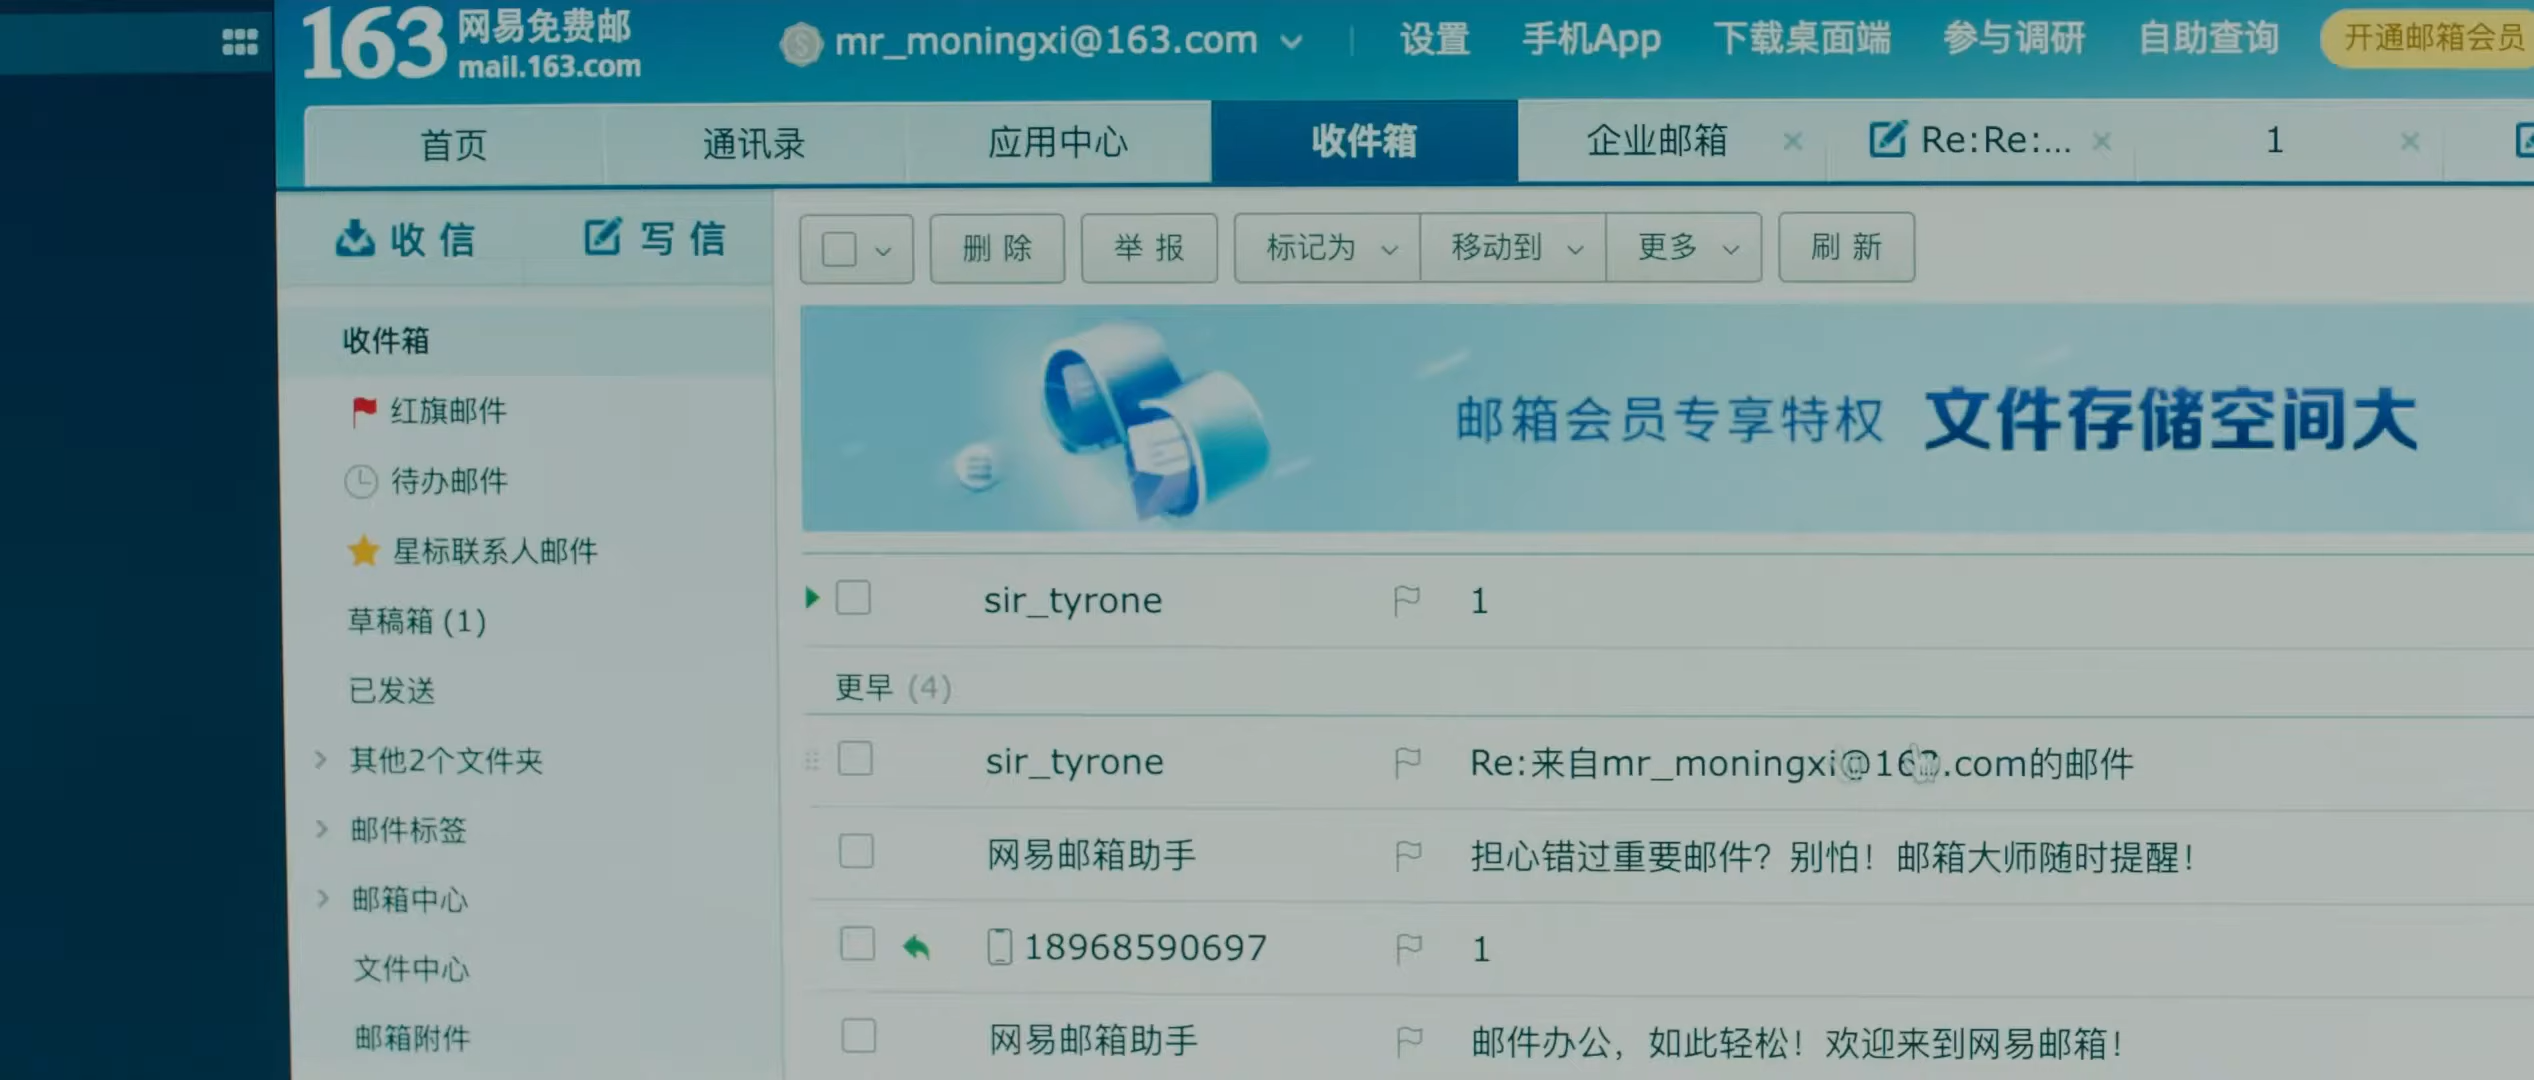 163 网易免费邮
mail.163.com
mr_moningxi@163.com
设置
手机App
下载桌面端
参与调研
自助查询
开通邮箱会员
首页
通讯录
应用中心
收件箱
企业邮箱
Re:Re:...
1
收信
写信
删除
举报
标记为
移动到
更多
刷新
收件箱
红旗邮件
待办邮件
星标联系人邮件
草稿箱(1)
已发送
其他2个文件夹
邮件标签
邮箱中心
文件中心
邮箱附件
邮箱会员专享特权 文件存储空间大
sir_tyrone 1
更早 (4)
sir_tyrone Re:来自mr_moningxi@163.com的邮件
网易邮箱助手 担心错过重要邮件？别怕！邮箱大师随时提醒！
18968590697 1
网易邮箱助手 邮件办公，如此轻松！欢迎来到网易邮箱！